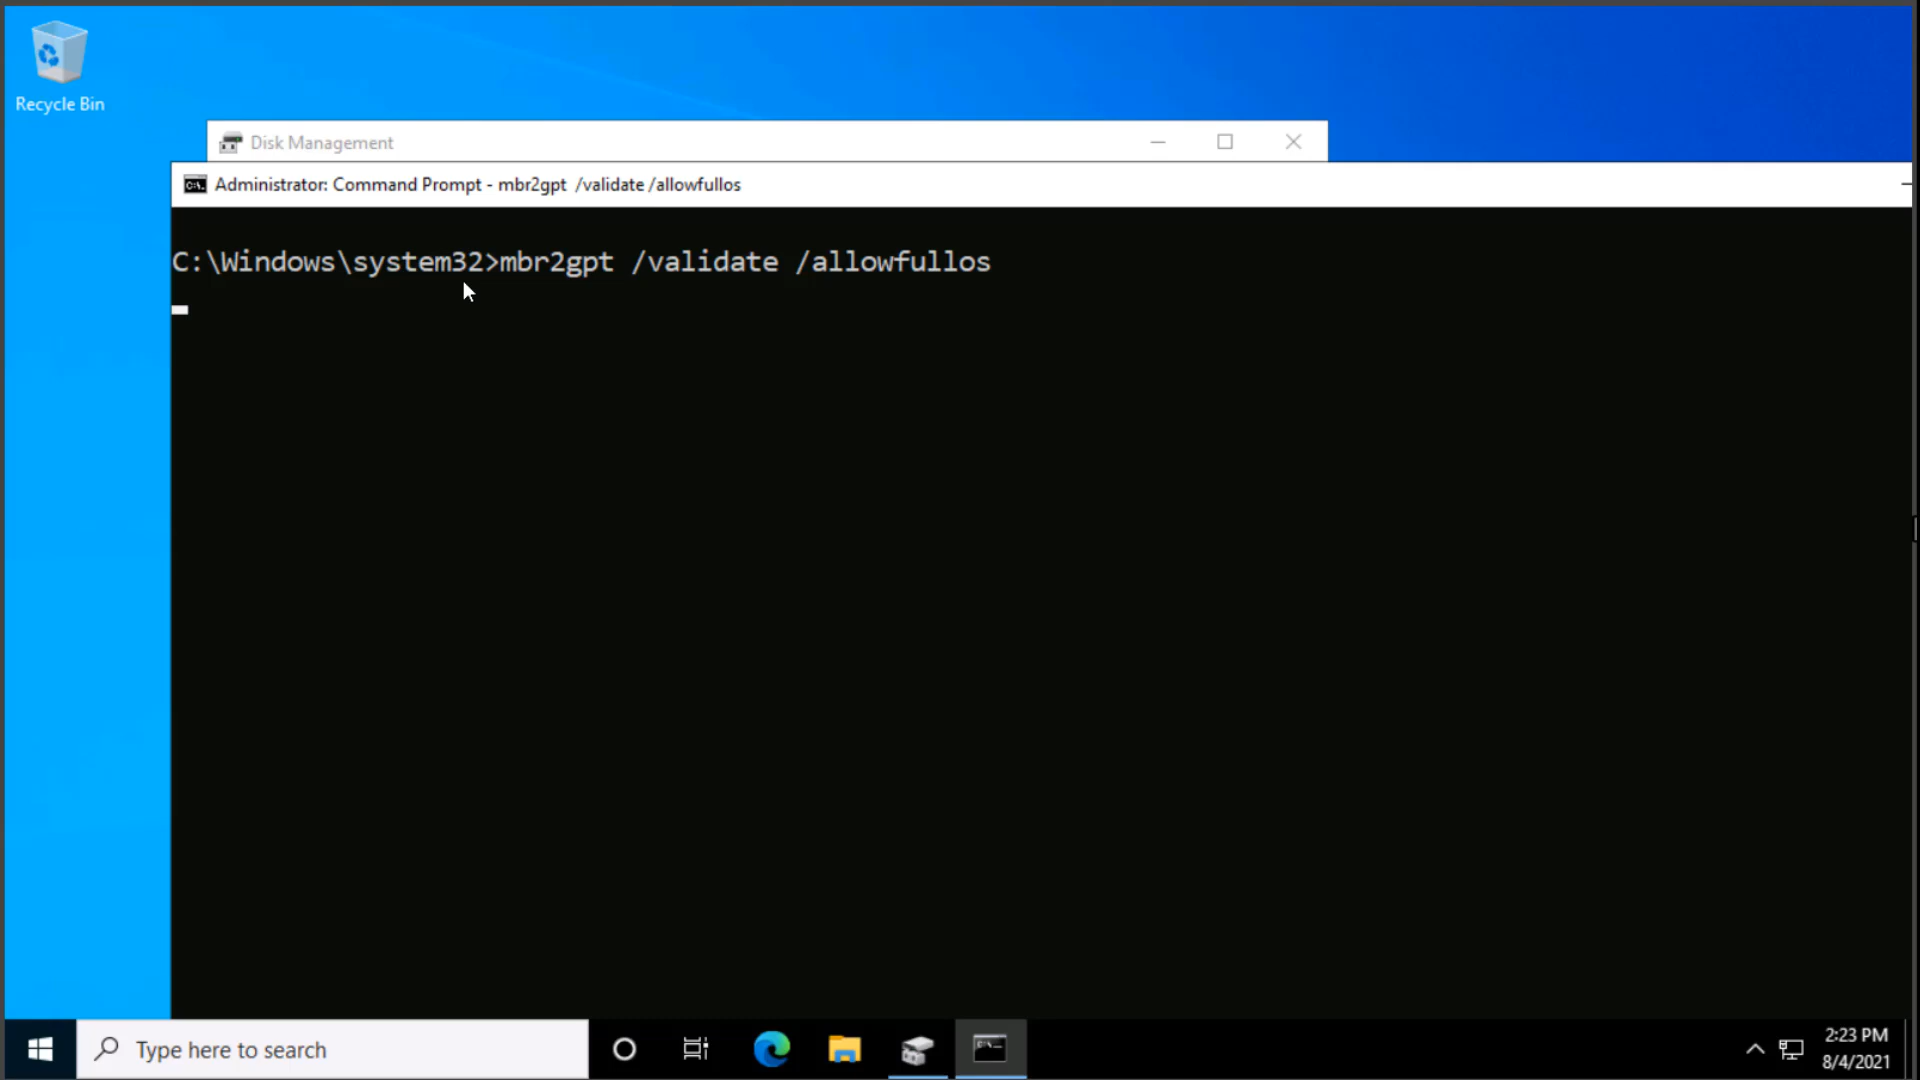 Recycle Bin
Disk Management
Administrator: Command Prompt - mbr2gpt  /validate /allowfullos
C:\Windows\system32>mbr2gpt /validate /allowfullos
Type here to search
2:23 PM
8/4/2021